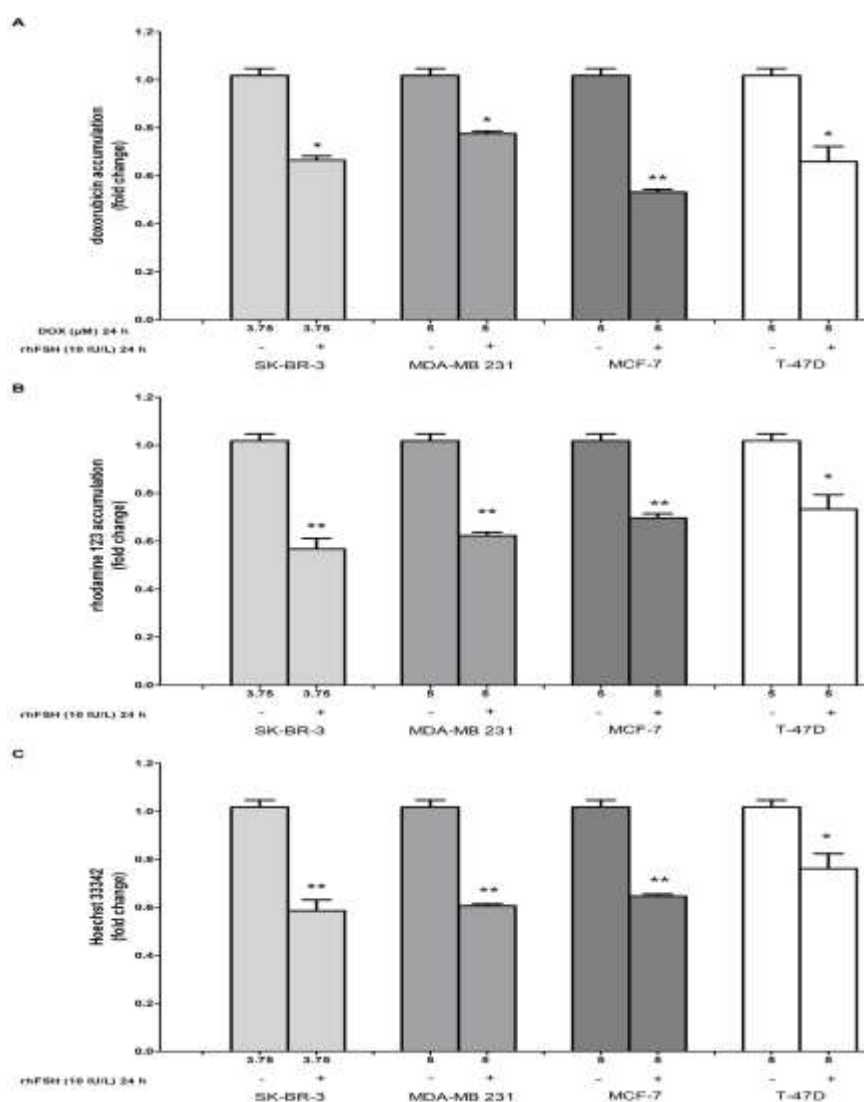 A
1.2
1.0
0.8
0.6
0.4
0.2
0.0
doxorubicin accumulation
(fold change)
* * ** *
DOX (µM) 24 h 3.75 3.75 5 5 5 5 5 5
rhFSH (10 IU/L) 24 h - + - + - + - +
SK-BR-3 MDA-MB 231 MCF-7 T-47D
B
1.2
1.0
0.8
0.6
0.4
0.2
0.0
rhodamine 123 accumulation
(fold change)
** ** ** *
3.75 3.75 5 5 5 5 5 5
rhFSH (10 IU/L) 24 h - + - + - + - +
SK-BR-3 MDA-MB 231 MCF-7 T-47D
C
1.2
1.0
0.8
0.6
0.4
0.2
0.0
Hoechst 33342
(fold change)
** ** ** *
3.75 3.75 5 5 5 5 5 5
rhFSH (10 IU/L) 24 h - + - + - + - +
SK-BR-3 MDA-MB 231 MCF-7 T-47D